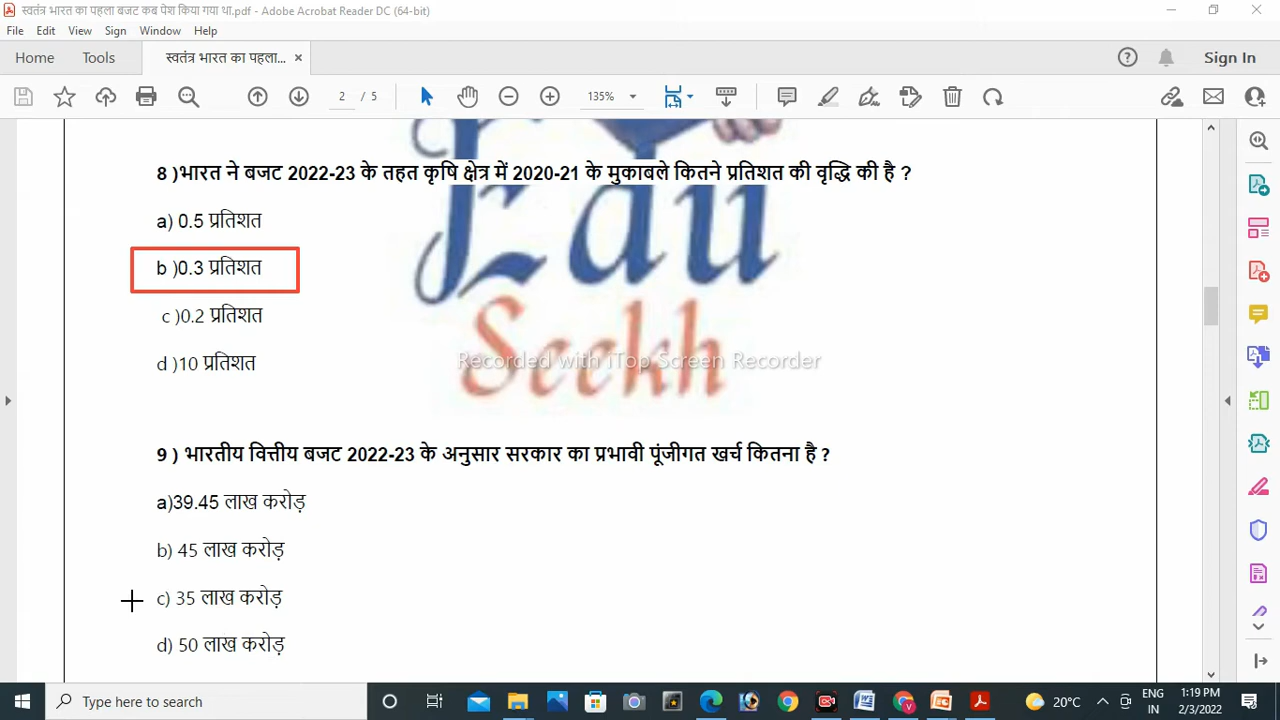 स्वतंत्र भारत का पहला बजट कब पेश किया गया था.pdf - Adobe Acrobat Reader DC (64-bit)
File Edit View Sign Window Help
Home Tools स्वतंत्र भारत का पहला... × Sign In
2 / 5 135%
8 )भारत ने बजट 2022-23 के तहत कृषि क्षेत्र में 2020-21 के मुकाबले कितने प्रतिशत की वृद्धि की है ?
a) 0.5 प्रतिशत
b )0.3 प्रतिशत
c )0.2 प्रतिशत
d )10 प्रतिशत
Seekh
Recorded with iTop Screen Recorder
9 ) भारतीय वित्तीय बजट 2022-23 के अनुसार सरकार का प्रभावी पूंजीगत खर्च कितना है ?
a)39.45 लाख करोड़
b) 45 लाख करोड़
c) 35 लाख करोड़
d) 50 लाख करोड़
Type here to search 20°C ENG 1:19 PM
IN 2/3/2022